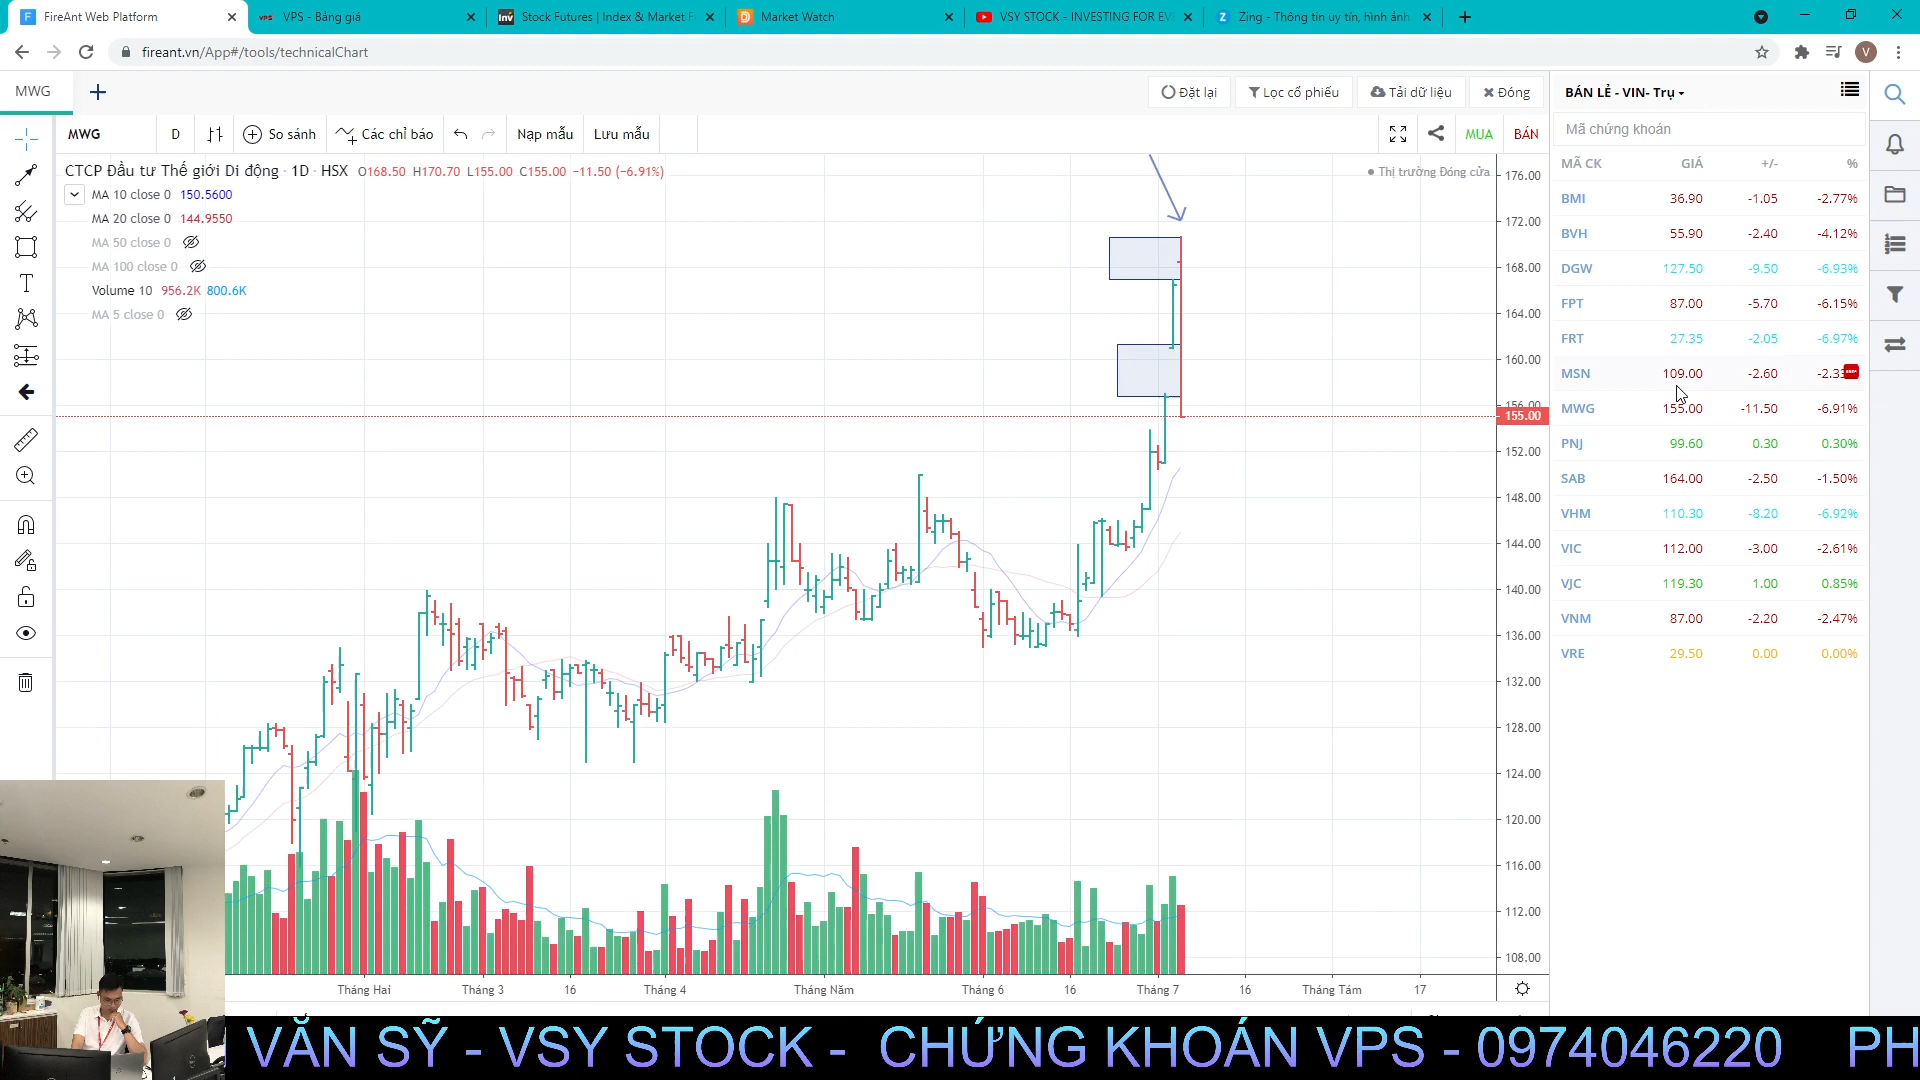 FireAnt Web Platform
VPS - Bảng giá
Stock Futures | Index & Market F
Market Watch
VSY STOCK - INVESTING FOR EV
Zing - Thông tin uy tín, hình ảnh
fireant.vn/App#/tools/technicalChart
V
MWG
Đặt lại
Lọc cổ phiếu
Tải dữ liệu
Đóng
BÁN LẺ - VIN- Trụ
MWG
D
So sánh
Các chỉ báo
Nạp mẫu
Lưu mẫu
MUA
BÁN
Mã chứng khoán
CTCP Đầu tư Thế giới Di động · 1D · HSX O168.50 H170.70 L155.00 C155.00 −11.50 (−6.91%)
Thị trường Đóng cửa
MA 10 close 0 150.5600
MA 20 close 0 144.9550
MA 50 close 0
MA 100 close 0
Volume 10 956.2K 800.6K
MA 5 close 0
176.00
172.00
168.00
164.00
160.00
156.00
155.00
152.00
148.00
144.00
140.00
136.00
132.00
128.00
124.00
120.00
116.00
112.00
108.00
Tháng Hai
Tháng 3
16
Tháng 4
Tháng Năm
Tháng 6
16
Tháng 7
16
Tháng Tám
17
MÃ CK GIÁ +/- %
BMI 36.90 -1.05 -2.77%
BVH 55.90 -2.40 -4.12%
DGW 127.50 -9.50 -6.93%
FPT 87.00 -5.70 -6.15%
FRT 27.35 -2.05 -6.97%
MSN 109.00 -2.60 -2.3
MWG 155.00 -11.50 -6.91%
PNJ 99.60 0.30 0.30%
SAB 164.00 -2.50 -1.50%
VHM 110.30 -8.20 -6.92%
VIC 112.00 -3.00 -2.61%
VJC 119.30 1.00 0.85%
VNM 87.00 -2.20 -2.47%
VRE 29.50 0.00 0.00%
VĂN SỸ - VSY STOCK - CHỨNG KHOÁN VPS - 0974046220 PH